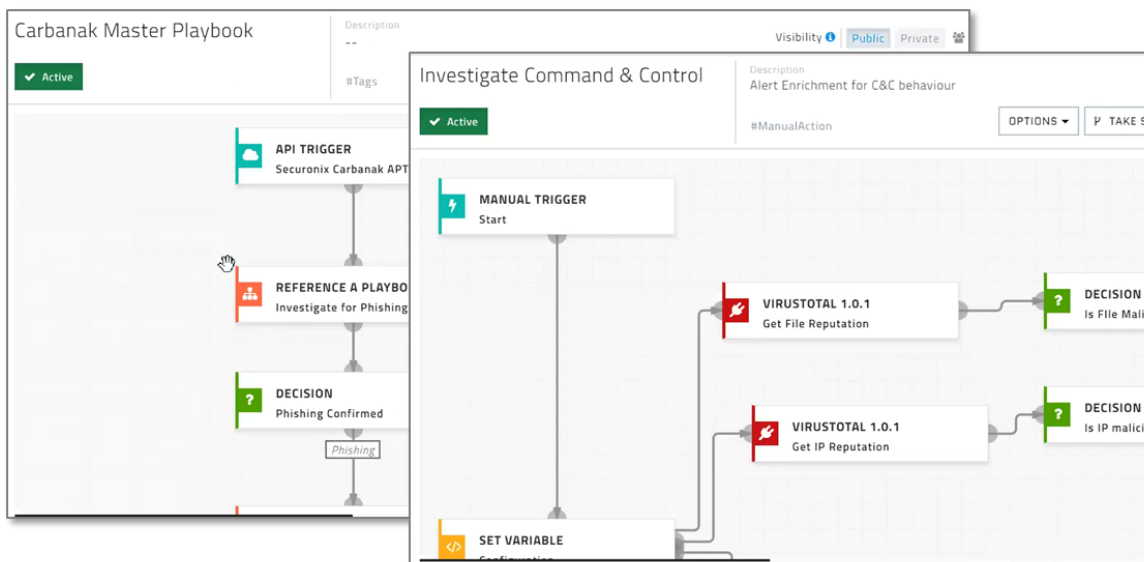 Carbanak Master Playbook
Description
--
Visibility
Public
Private
Active
#Tags
API TRIGGER
Securonix Carbanak APT
REFERENCE A PLAYBO
Investigate for Phishing
DECISION
Phishing Confirmed
Phishing
Investigate Command & Control
Description
Alert Enrichment for C&C behaviour
Active
#ManualAction
OPTIONS
TAKE S
MANUAL TRIGGER
Start
VIRUSTOTAL 1.0.1
Get File Reputation
DECISION
Is FIle Mali
VIRUSTOTAL 1.0.1
Get IP Reputation
DECISION
Is IP malici
SET VARIABLE
Configuration